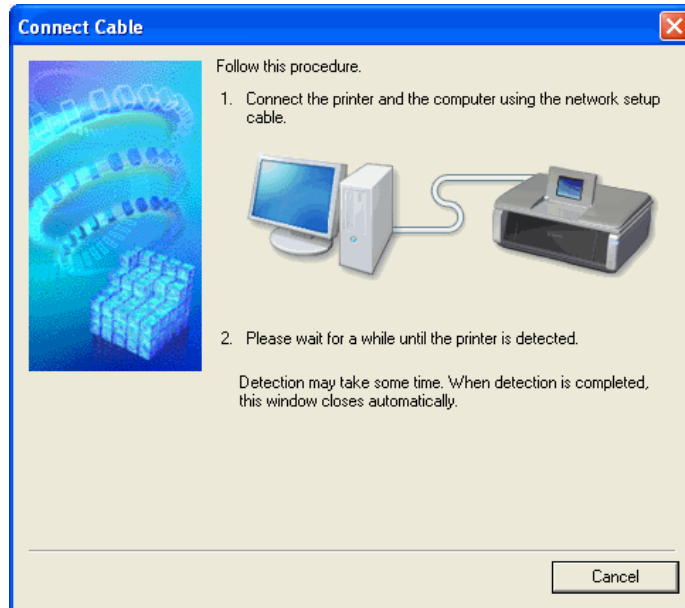 Connect Cable
Follow this procedure.
1. Connect the printer and the computer using the network setup
cable.
2. Please wait for a while until the printer is detected.
Detection may take some time. When detection is completed,
this window closes automatically.
Cancel